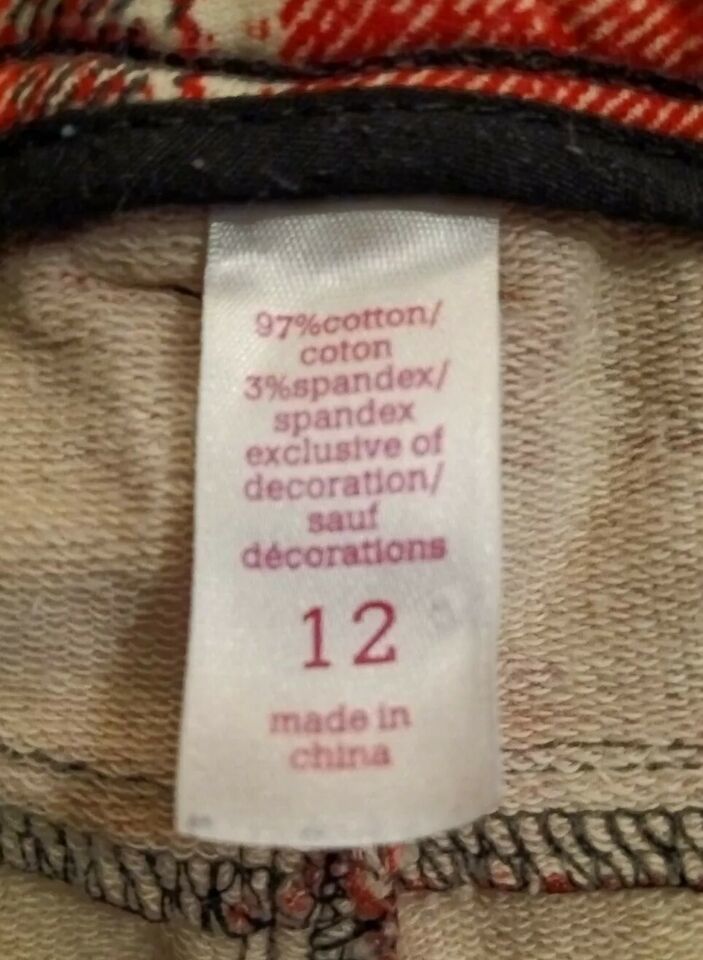 97%cotton/
coton
3%spandex/
spandex
exclusive of
decoration/
sauf
décorations
12
made in
china